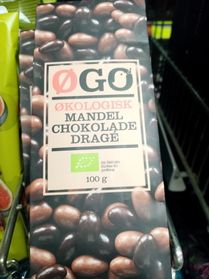 ØGO
ØKOLOGISK
MANDEL
CHOKOLADE
DRAGÉ
100 g